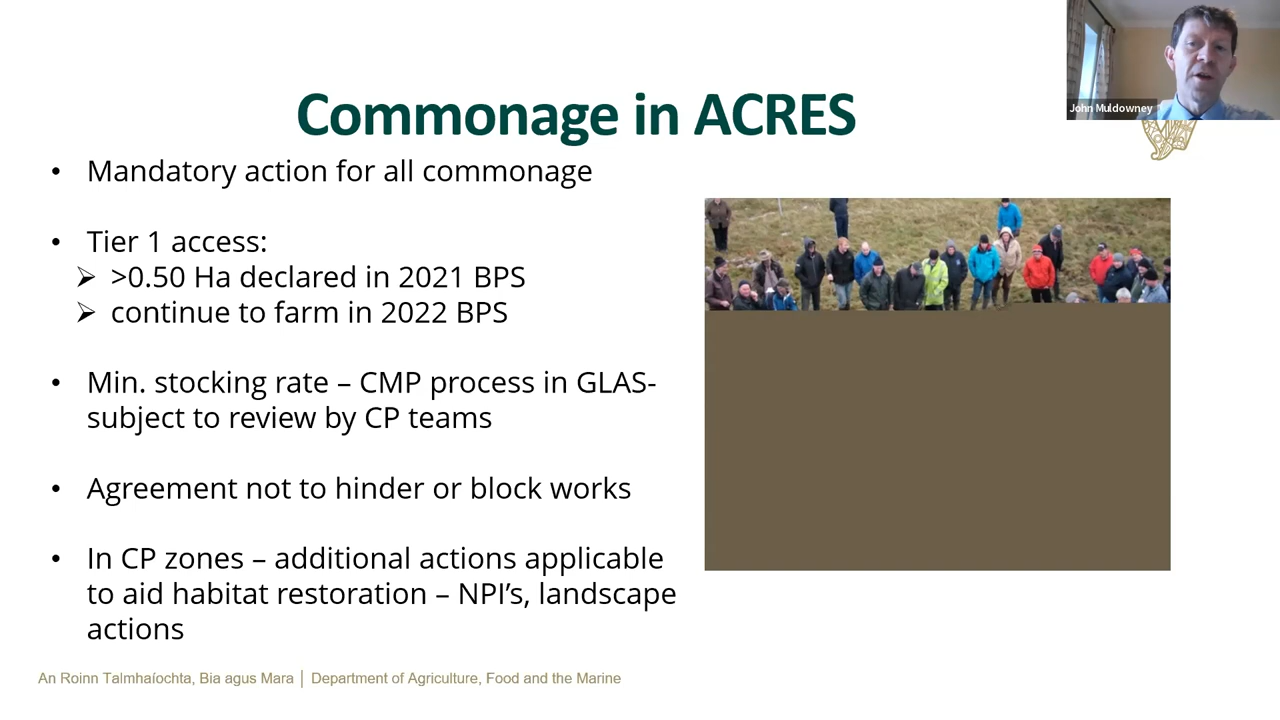 John Muldowney
Commonage in ACRES
• Mandatory action for all commonage
• Tier 1 access:
➢ >0.50 Ha declared in 2021 BPS
➢ continue to farm in 2022 BPS
• Min. stocking rate – CMP process in GLAS-
subject to review by CP teams
• Agreement not to hinder or block works
• In CP zones – additional actions applicable
to aid habitat restoration – NPI’s, landscape
actions
An Roinn Talmhaíochta, Bia agus Mara | Department of Agriculture, Food and the Marine